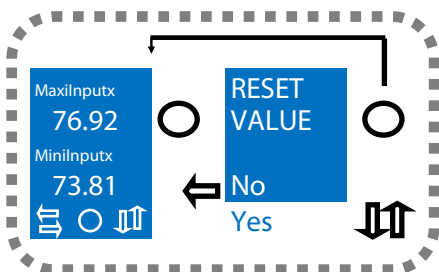 MaxiInputx
76.92
MiniInputx
73.81
RESET
VALUE
No
Yes